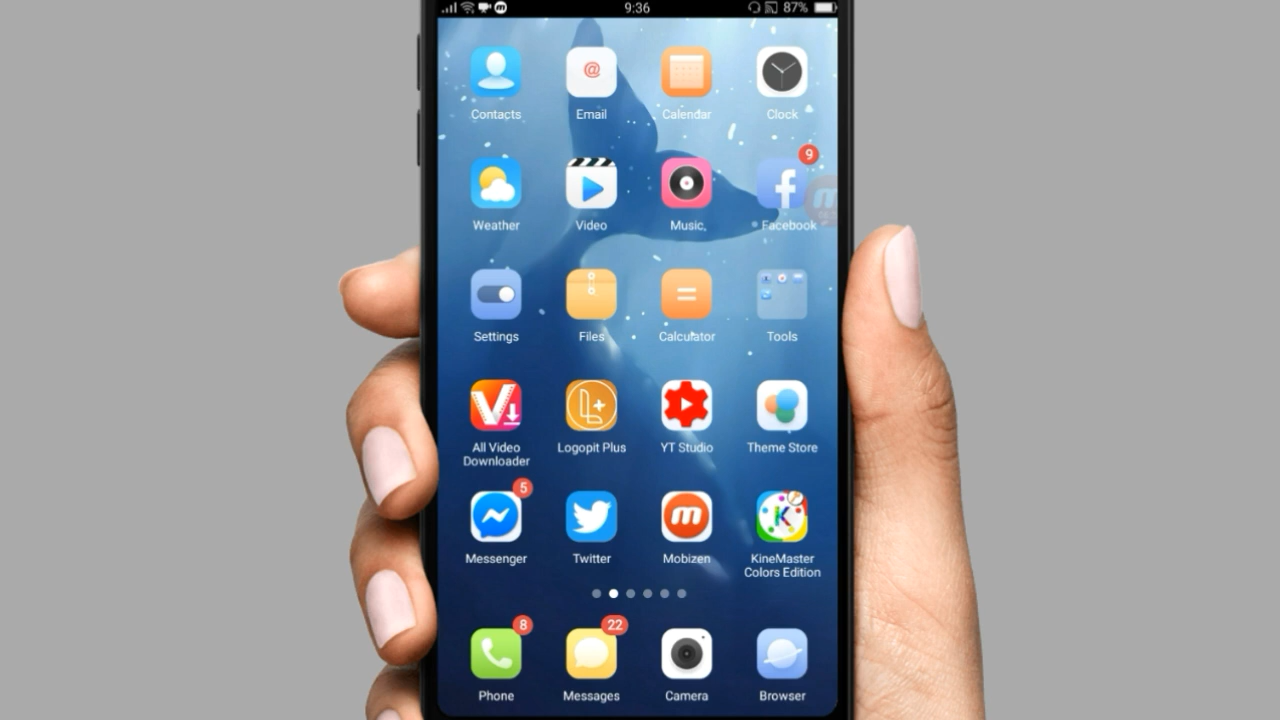 9:36
87%
@
Contacts
Email
Calendar
Clock
9
Weather
Video
Music
Facebook
Settings
Files
Calculator
Tools
All Video
Downloader
Logopit Plus
YT Studio
Theme Store
5
K
Messenger
Twitter
Mobizen
KineMaster
Colors Edition
8
22
Phone
Messages
Camera
Browser